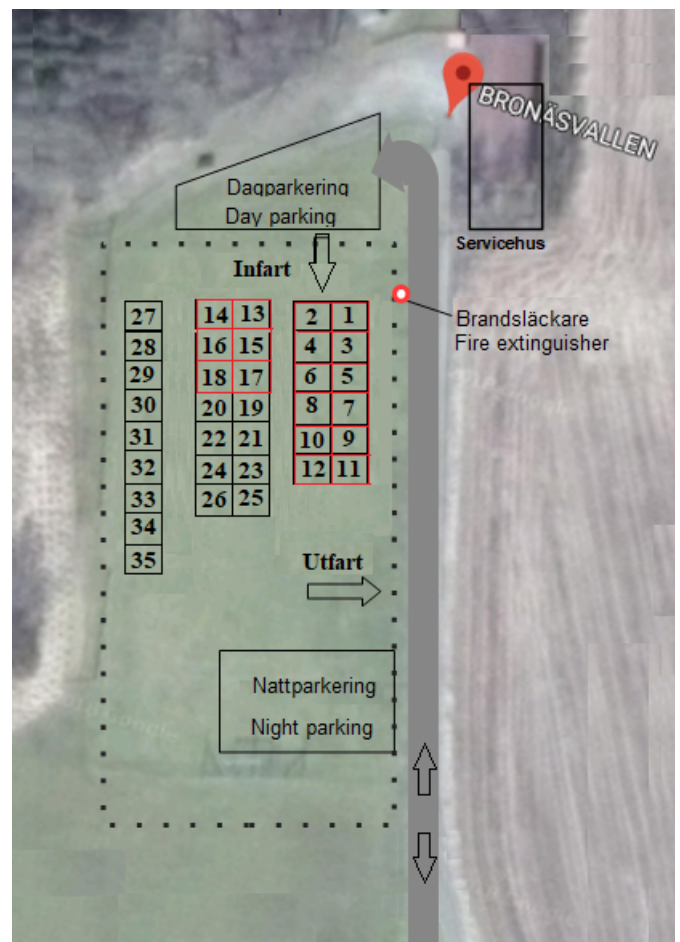 BRONÄSVALLEN
Dagparkering
Day parking
Servicehus
Infart
27 14 13 2 1
28 16 15 4 3
29 18 17 6 5
30 20 19 8 7
31 22 21 10 9
32 24 23 12 11
33 26 25
34
35
Brandsläckare
Fire extinguisher
Utfart
Nattparkering
Night parking